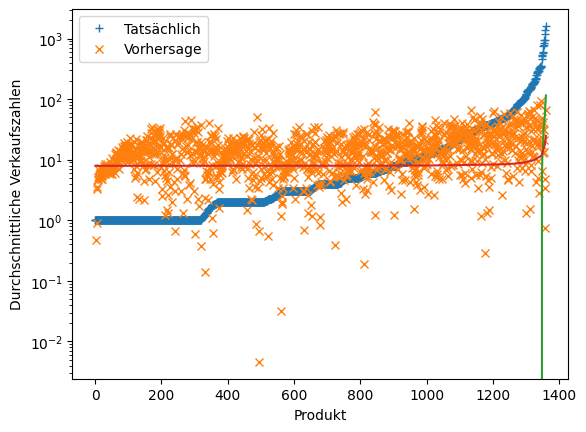 Tatsächlich
Vorhersage
10³
10²
10¹
10⁰
10⁻¹
10⁻²
Durchschnittliche Verkaufszahlen
0 200 400 600 800 1000 1200 1400
Produkt